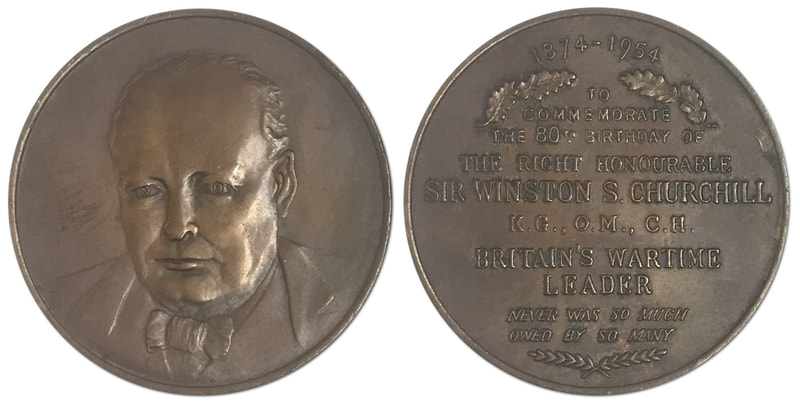 1874-1954
TO
COMMEMORATE
THE 80TH BIRTHDAY OF
THE RIGHT HONOURABLE
SIR WINSTON S. CHURCHILL
K.G., O.M., C.H.
BRITAIN'S WARTIME
LEADER
NEVER WAS SO MUCH
OWED BY SO MANY